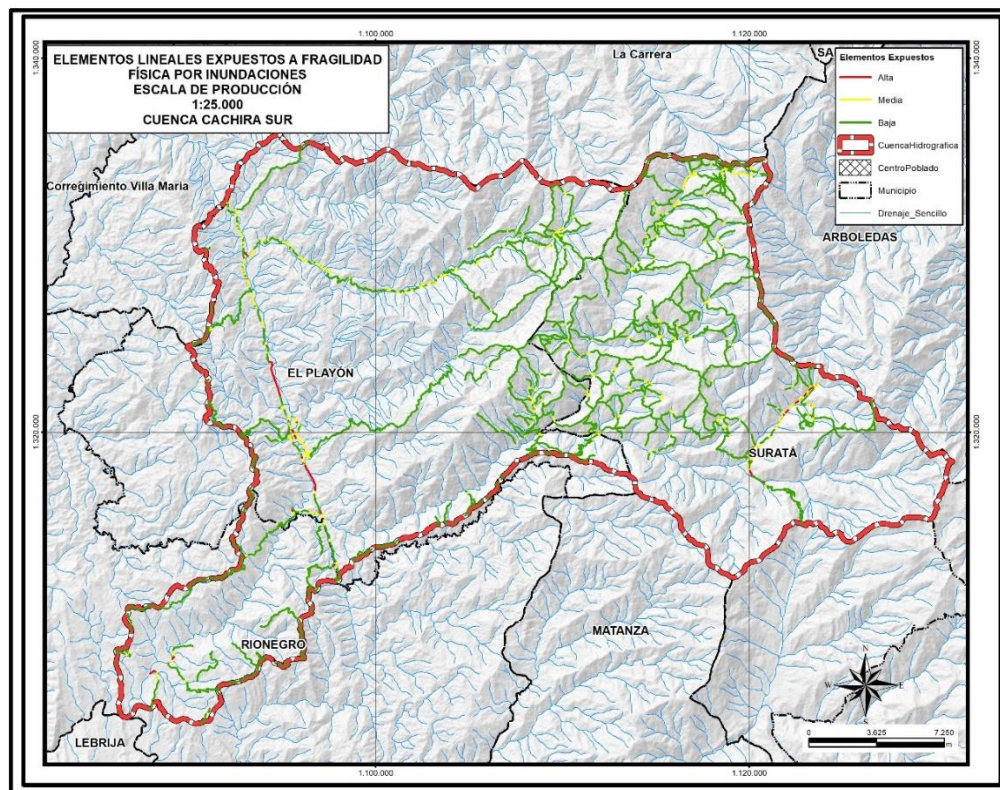 ELEMENTOS LINEALES EXPUESTOS A FRAGILIDAD
FÍSICA POR INUNDACIONES
ESCALA DE PRODUCCIÓN
1:25.000
CUENCA CACHIRA SUR
1.100.000
1.120.000
1.340.000
1.340.000
La Carrera
SA
Elementos Expuestos
Alta
Media
Baja
CuencaHidrografica
CentroPoblado
Municipio
Drenaje_Sencillo
Corregimiento Villa Maria
ARBOLEDAS
EL PLAYÓN
1.320.000
1.320.000
SURATÁ
MATANZA
RIONEGRO
LEBRIJA
N
W
E
S
0
3.625
7.250
m
1.100.000
1.120.000